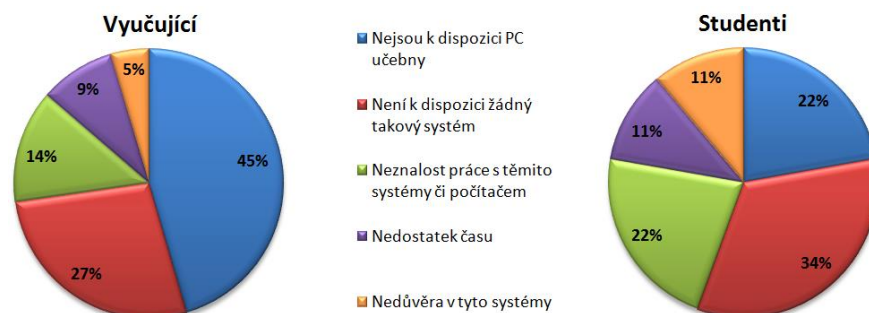 Vyučující
45%
27%
14%
9%
5%
Nejsou k dispozici PC
učebny
Není k dispozici žádný
takový systém
Neznalost práce s těmito
systémy či počítačem
Nedostatek času
Nedůvěra v tyto systémy
Studenti
22%
34%
22%
11%
11%